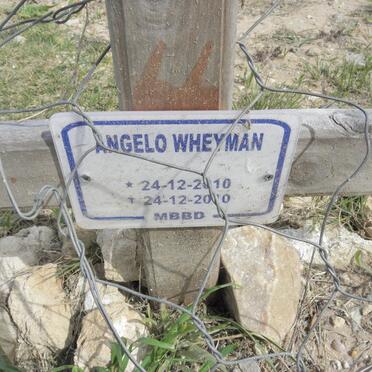 ANGELO WHEYMAN
* 24-12-2010
† 24-12-2010
MBBD